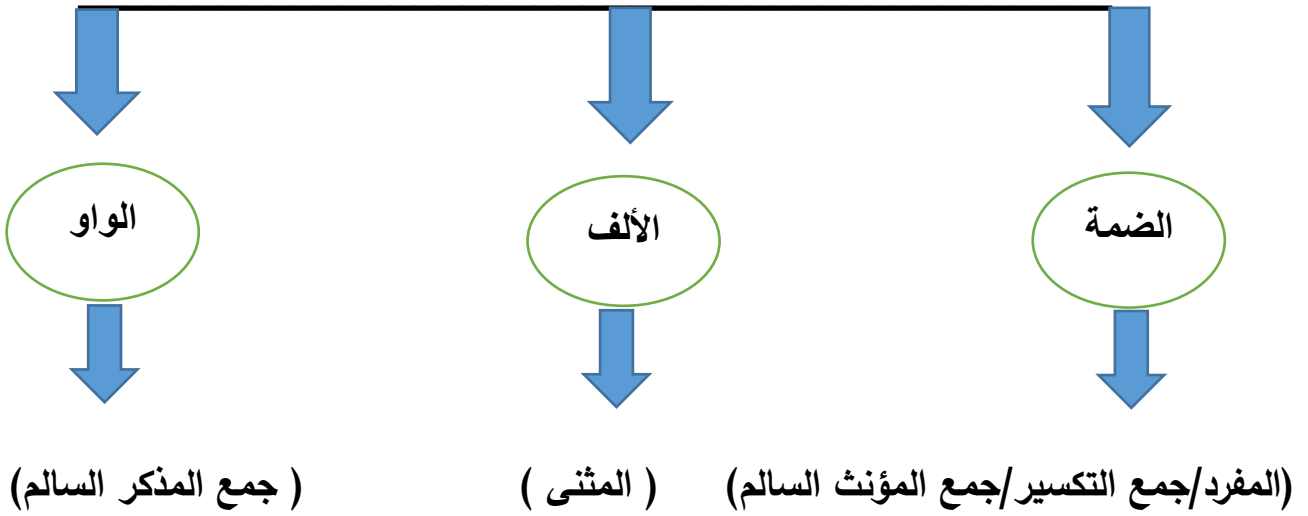 الضمة
الألف
الواو
(المفرد/جمع التكسير/جمع المؤنث السالم)
( المثنى )
( جمع المذكر السالم)